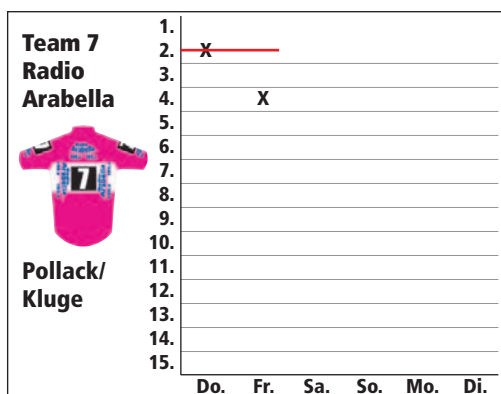 Team 7
Radio
Arabella
7
Pollack/
Kluge
1.
2. X
3.
4. X
5.
6.
7.
8.
9.
10.
11.
12.
13.
14.
15.
Do. Fr. Sa. So. Mo. Di.